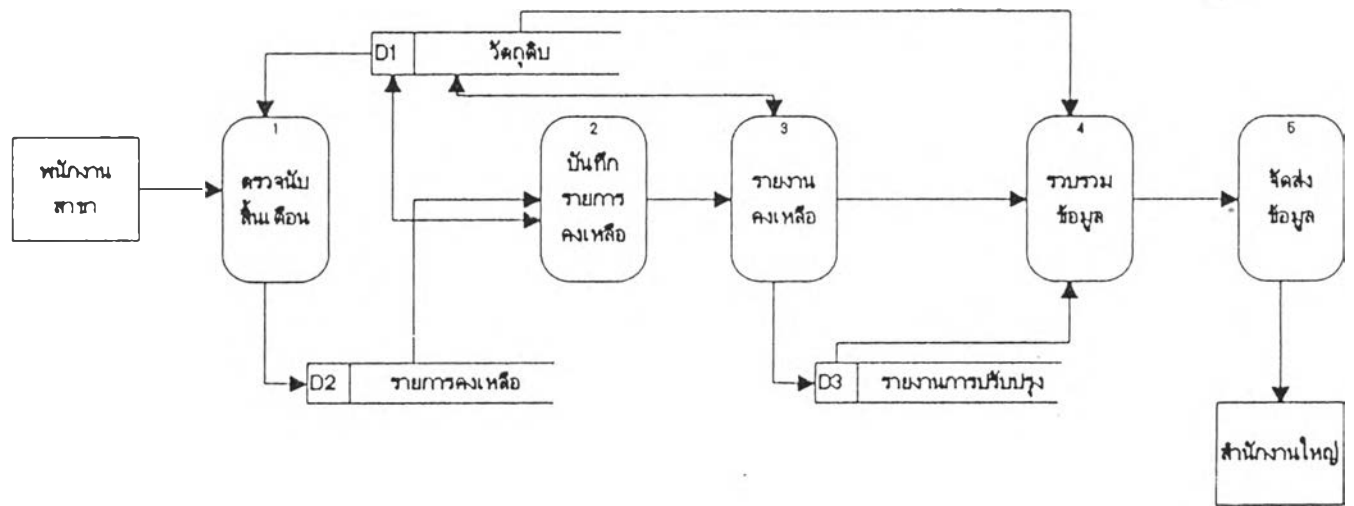 D1 วัตถุดิบ
1
ตรวจนับ
สิ้นเดือน
2
บันทึก
รายการ
คงเหลือ
3
รายงาน
คงเหลือ
4
รวบรวม
ข้อมูล
5
จัดส่ง
ข้อมูล
พนักงาน
สาขา
D2 รายการคงเหลือ
D3 รายงานการปรับปรุง
สำนักงานใหญ่